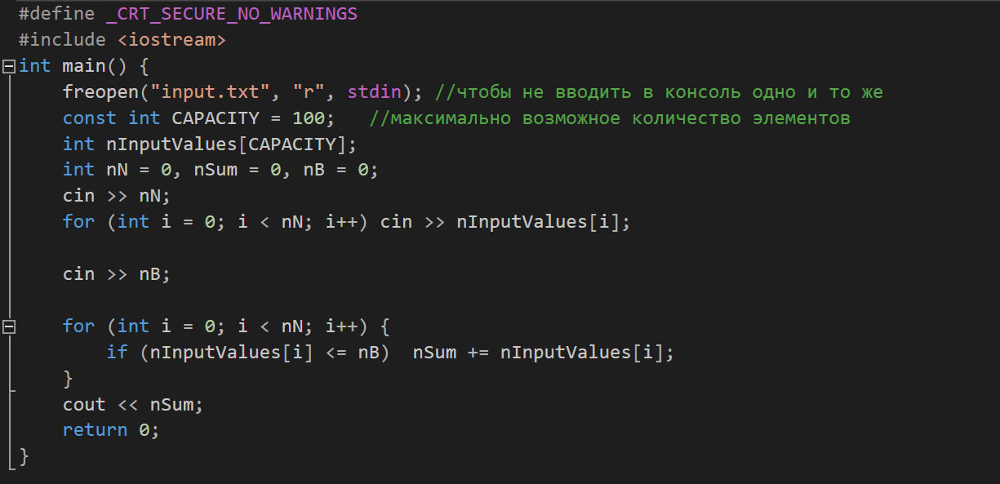 #define _CRT_SECURE_NO_WARNINGS
#include <iostream>
int main() {
    freopen("input.txt", "r", stdin); //чтобы не вводить в консоль одно и то же
    const int CAPACITY = 100;   //максимально возможное количество элементов
    int nInputValues[CAPACITY];
    int nN = 0, nSum = 0, nB = 0;
    cin >> nN;
    for (int i = 0; i < nN; i++) cin >> nInputValues[i];
    cin >> nB;
    for (int i = 0; i < nN; i++) {
        if (nInputValues[i] <= nB)  nSum += nInputValues[i];
    }
    cout << nSum;
    return 0;
}